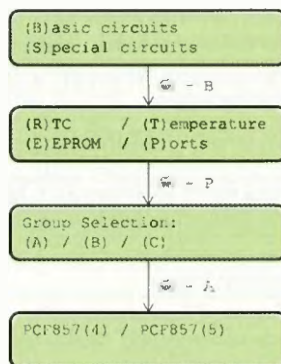 (B)asic circuits
(S)pecial circuits
- B
(R)TC / (T)emperature
(E)EPROM / (P)orts
- P
Group Selection:
(A) / (B) / (C)
- A
PCF857(4) / PCF857(5)